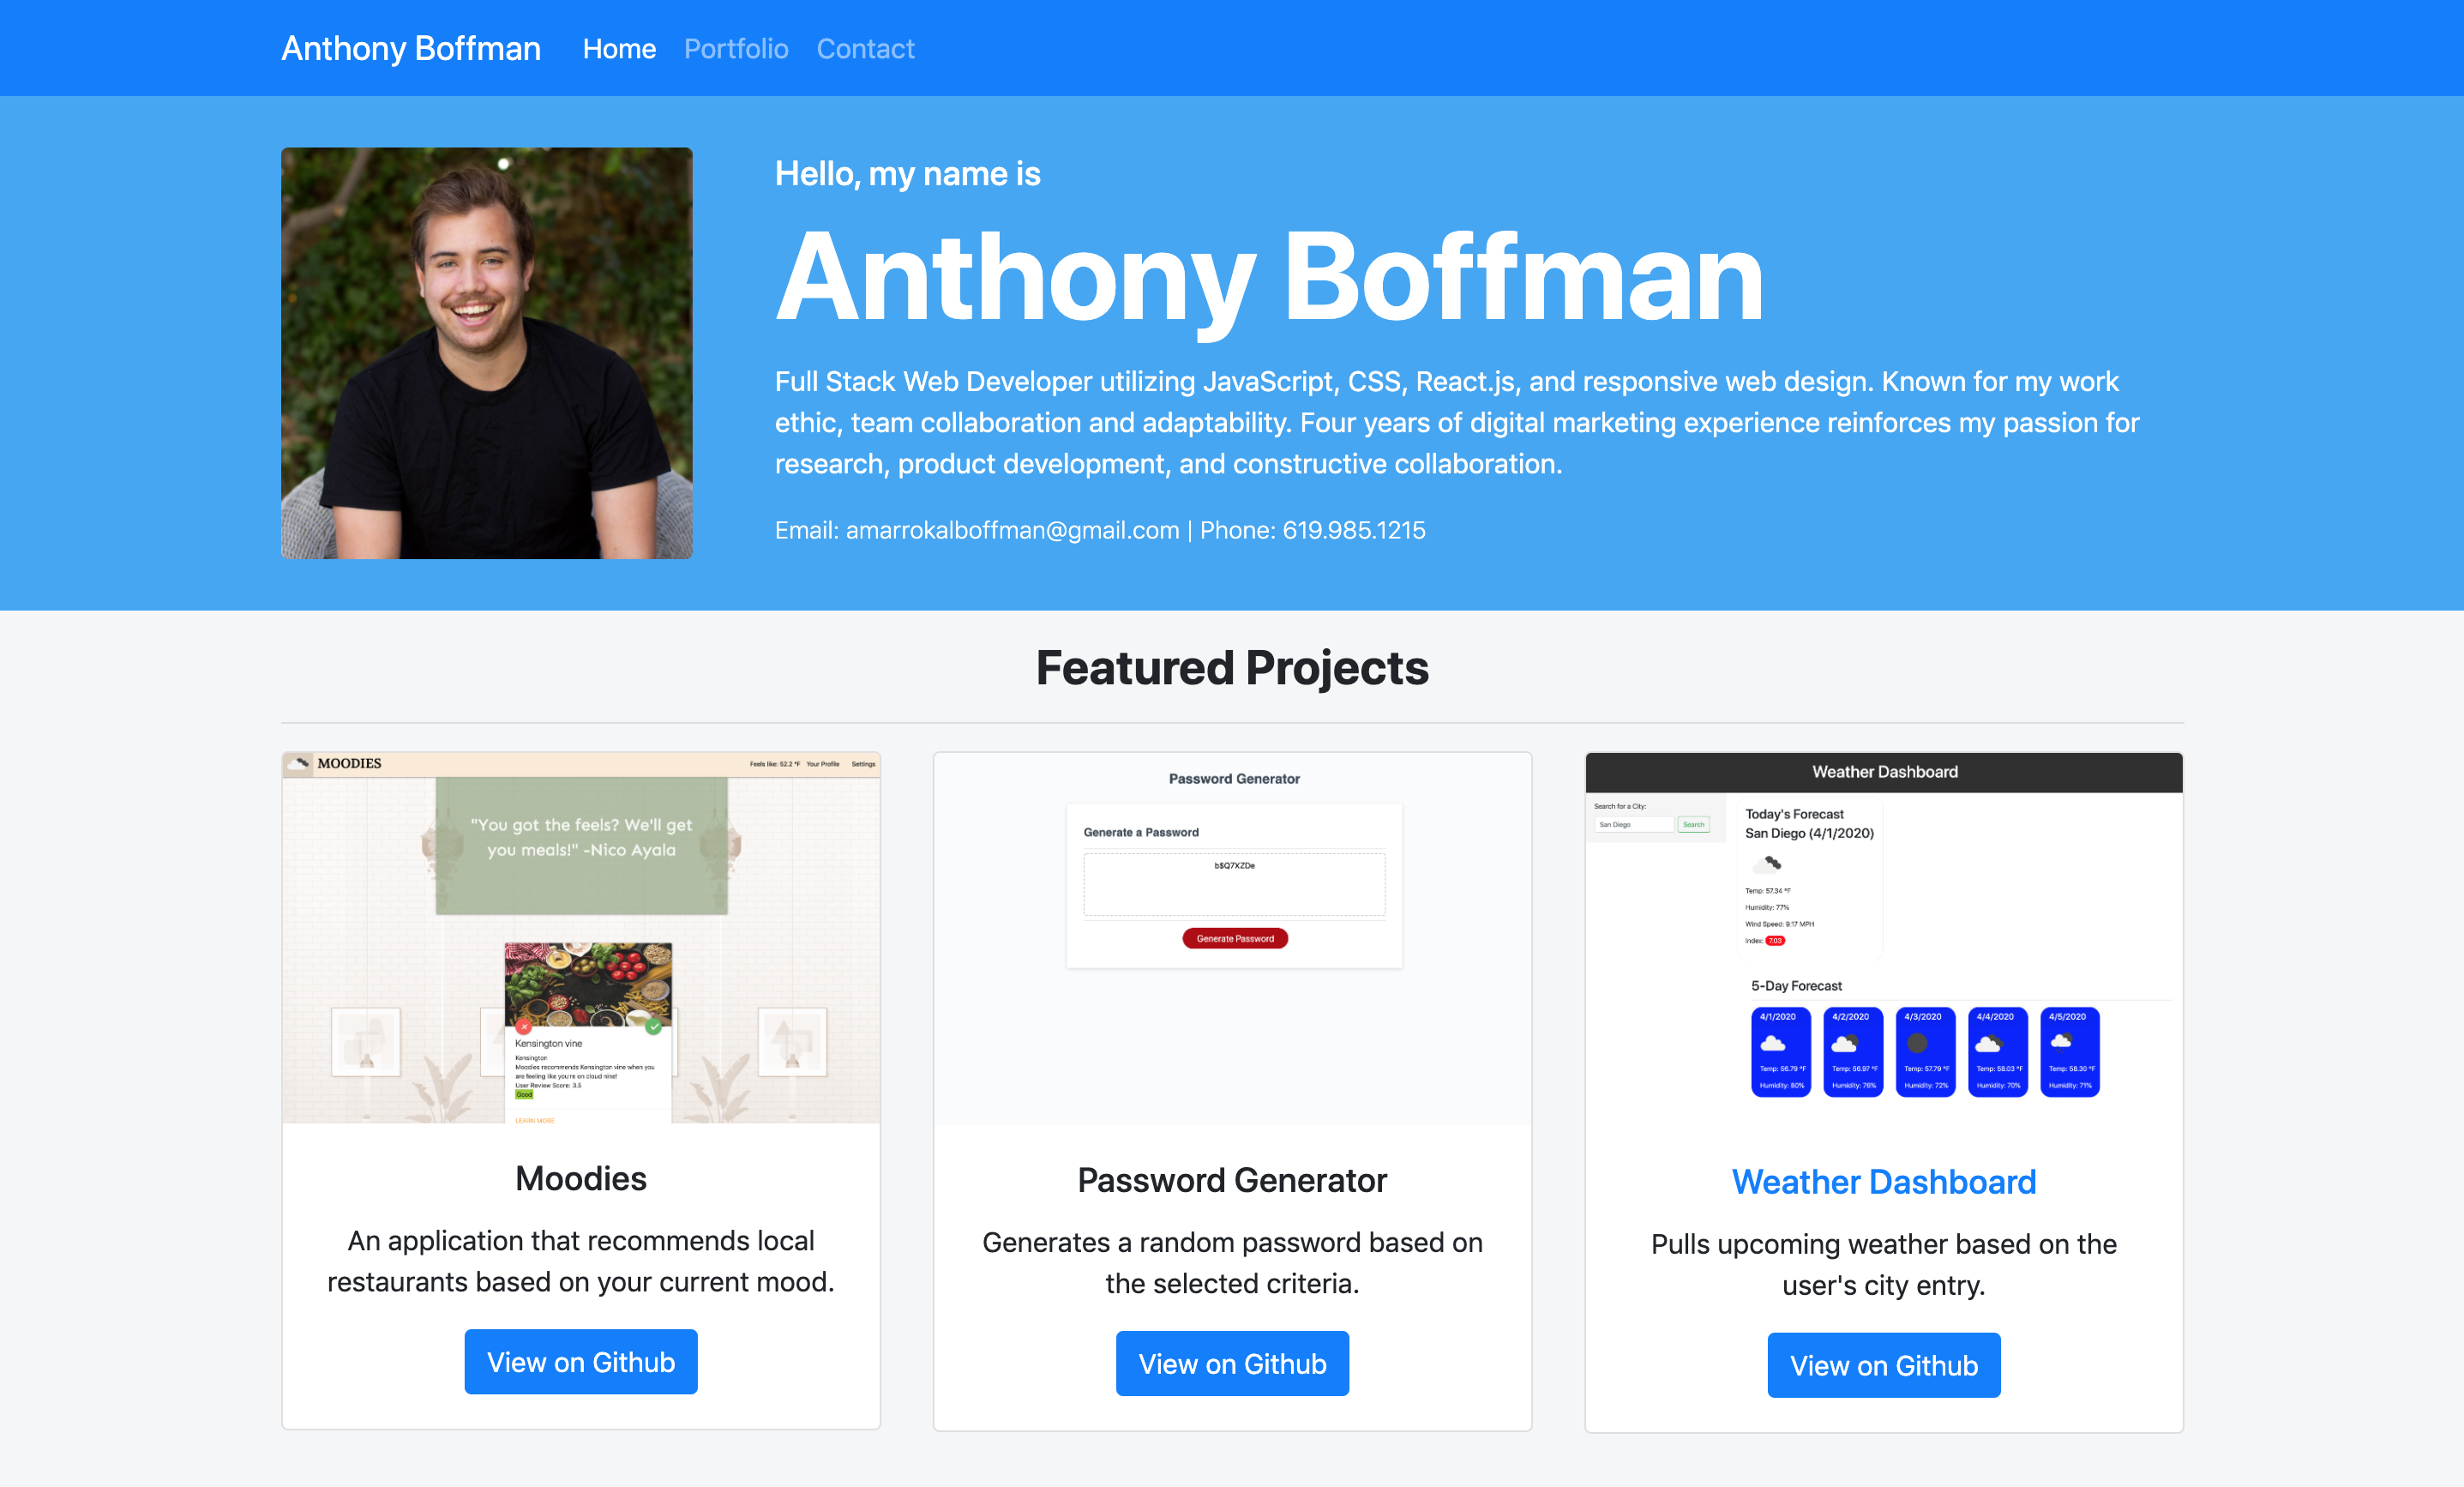 Anthony Boffman Home Portfolio Contact
Hello, my name is
Anthony Boffman
Full Stack Web Developer utilizing JavaScript, CSS, React.js, and responsive web design. Known for my work
ethic, team collaboration and adaptability. Four years of digital marketing experience reinforces my passion for
research, product development, and constructive collaboration.
Email: amarrokalboffman@gmail.com | Phone: 619.985.1215
Featured Projects
MOODIES Feels like: 52.2 °F Your Profile Settings
"You got the feels? We'll get
you meals!" -Nico Ayala
Kensington vine
Kensington
Moodies recommends Kensington vine when you
are feeling like you're on cloud nine!
User Review Score: 3.5
Good
LEARN MORE
Moodies
An application that recommends local
restaurants based on your current mood.
View on Github
Password Generator
Generate a Password
b$Q7XZDe
Generate Password
Password Generator
Generates a random password based on
the selected criteria.
View on Github
Weather Dashboard
Search for a City:
San Diego Search
Today's Forecast
San Diego (4/1/2020)
Temp: 57.34 °F
Humidity: 77%
Wind Speed: 9.17 MPH
Index: 7.03
5-Day Forecast
4/1/2020 4/2/2020 4/3/2020 4/4/2020 4/5/2020
Temp: 56.79 °F Temp: 56.97 °F Temp: 57.79 °F Temp: 58.03 °F Temp: 58.30 °F
Humidity: 80% Humidity: 76% Humidity: 72% Humidity: 70% Humidity: 71%
Weather Dashboard
Pulls upcoming weather based on the
user's city entry.
View on Github